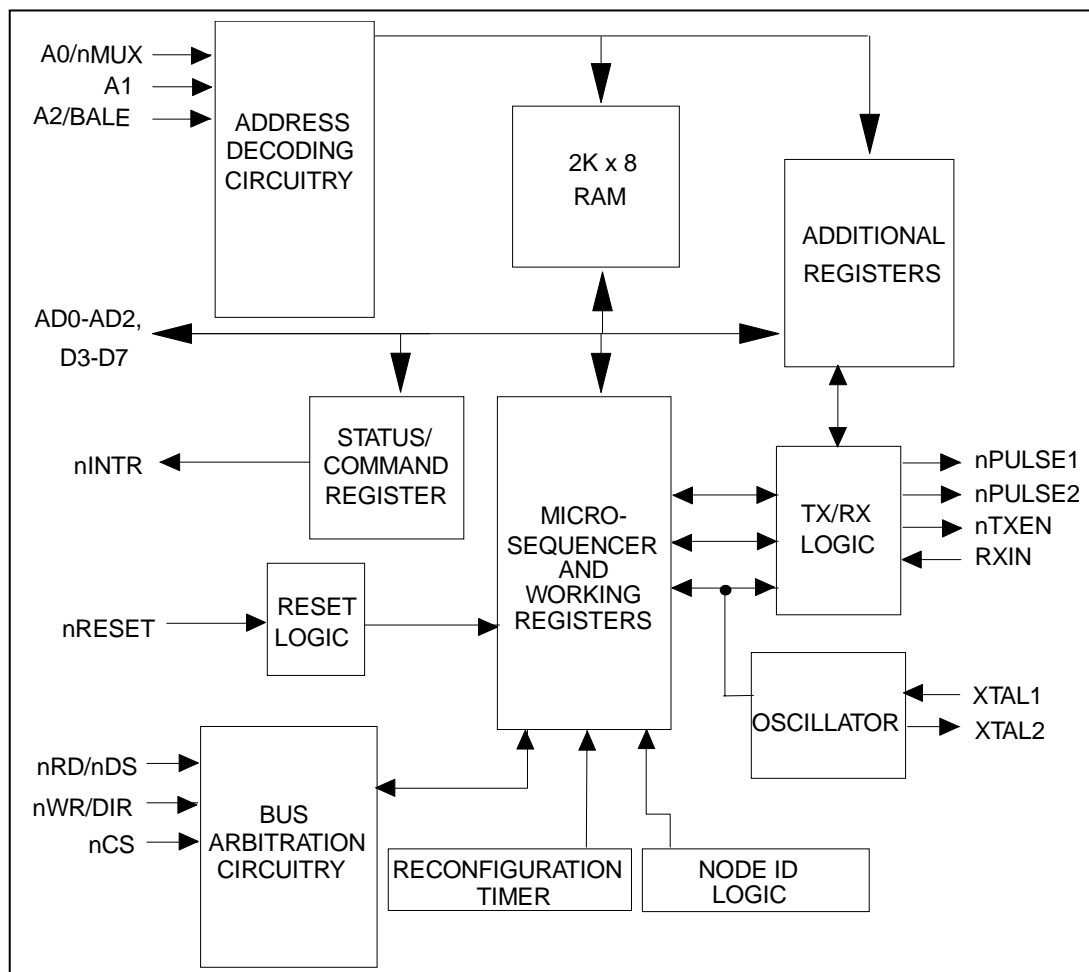 A0/nMUX
A1
A2/BALE
ADDRESS
DECODING
CIRCUITRY
2K x 8
RAM
ADDITIONAL
REGISTERS
AD0-AD2,
D3-D7
nINTR
STATUS/
COMMAND
REGISTER
MICRO-
SEQUENCER
AND
WORKING
REGISTERS
TX/RX
LOGIC
nPULSE1
nPULSE2
nTXEN
RXIN
nRESET
RESET
LOGIC
OSCILLATOR
XTAL1
XTAL2
nRD/nDS
nWR/DIR
nCS
BUS
ARBITRATION
CIRCUITRY
RECONFIGURATION
TIMER
NODE ID
LOGIC